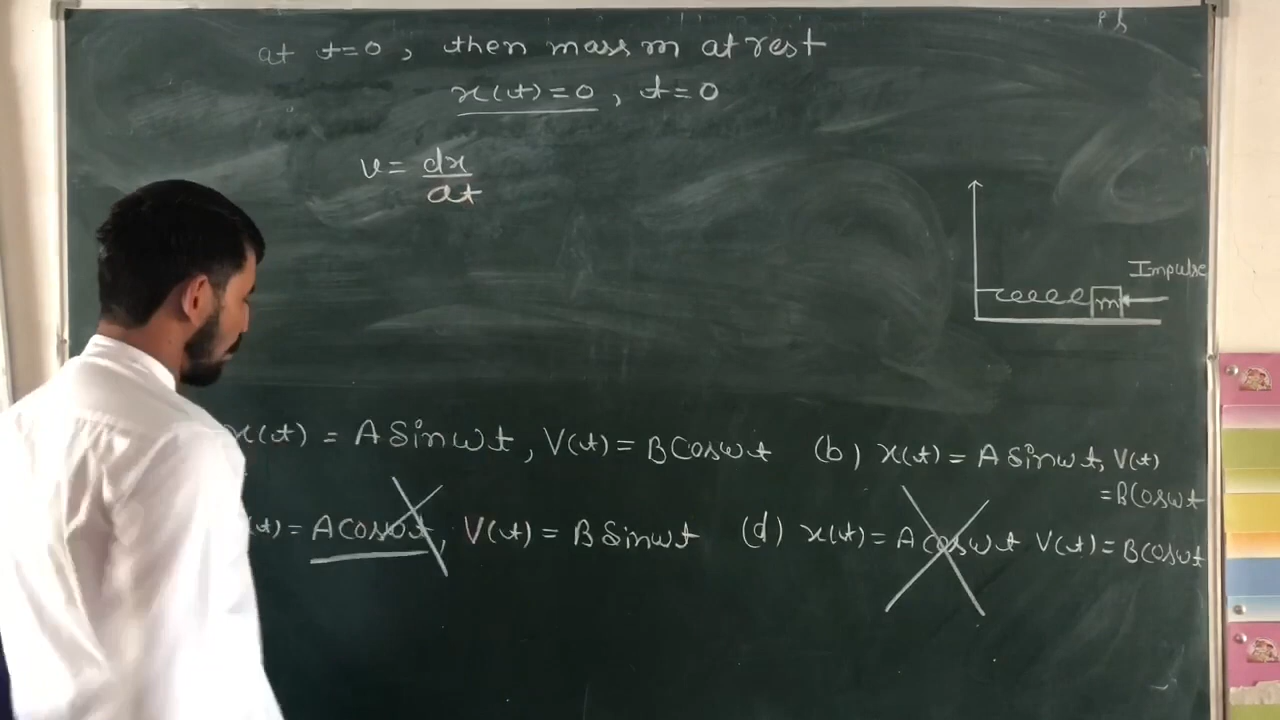 at t=0, then mass m at rest
x(t)=0, t=0
v= dx
dt
Impulse
m
x(t) = A Sinωt, V(t) = B Cosωt (b) x(t) = A Sinωt, V(t)
= B Cosωt
(t) = A cosωt, V(t) = B Sinωt (d) x(t) = A cosωt V(t) = B cosωt